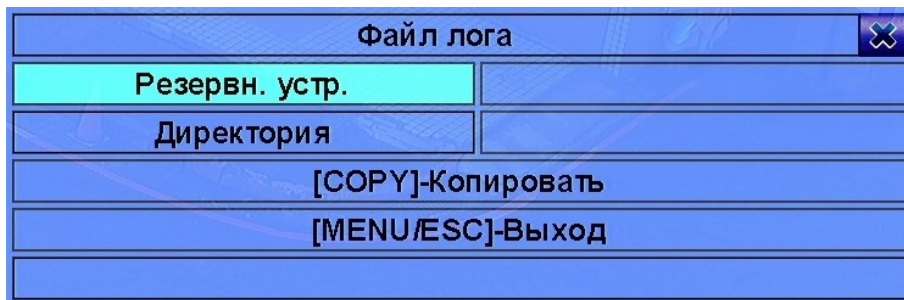 Файл лога
Резервн. устр.
Директория
[COPY]-Копировать
[MENU/ESC]-Выход